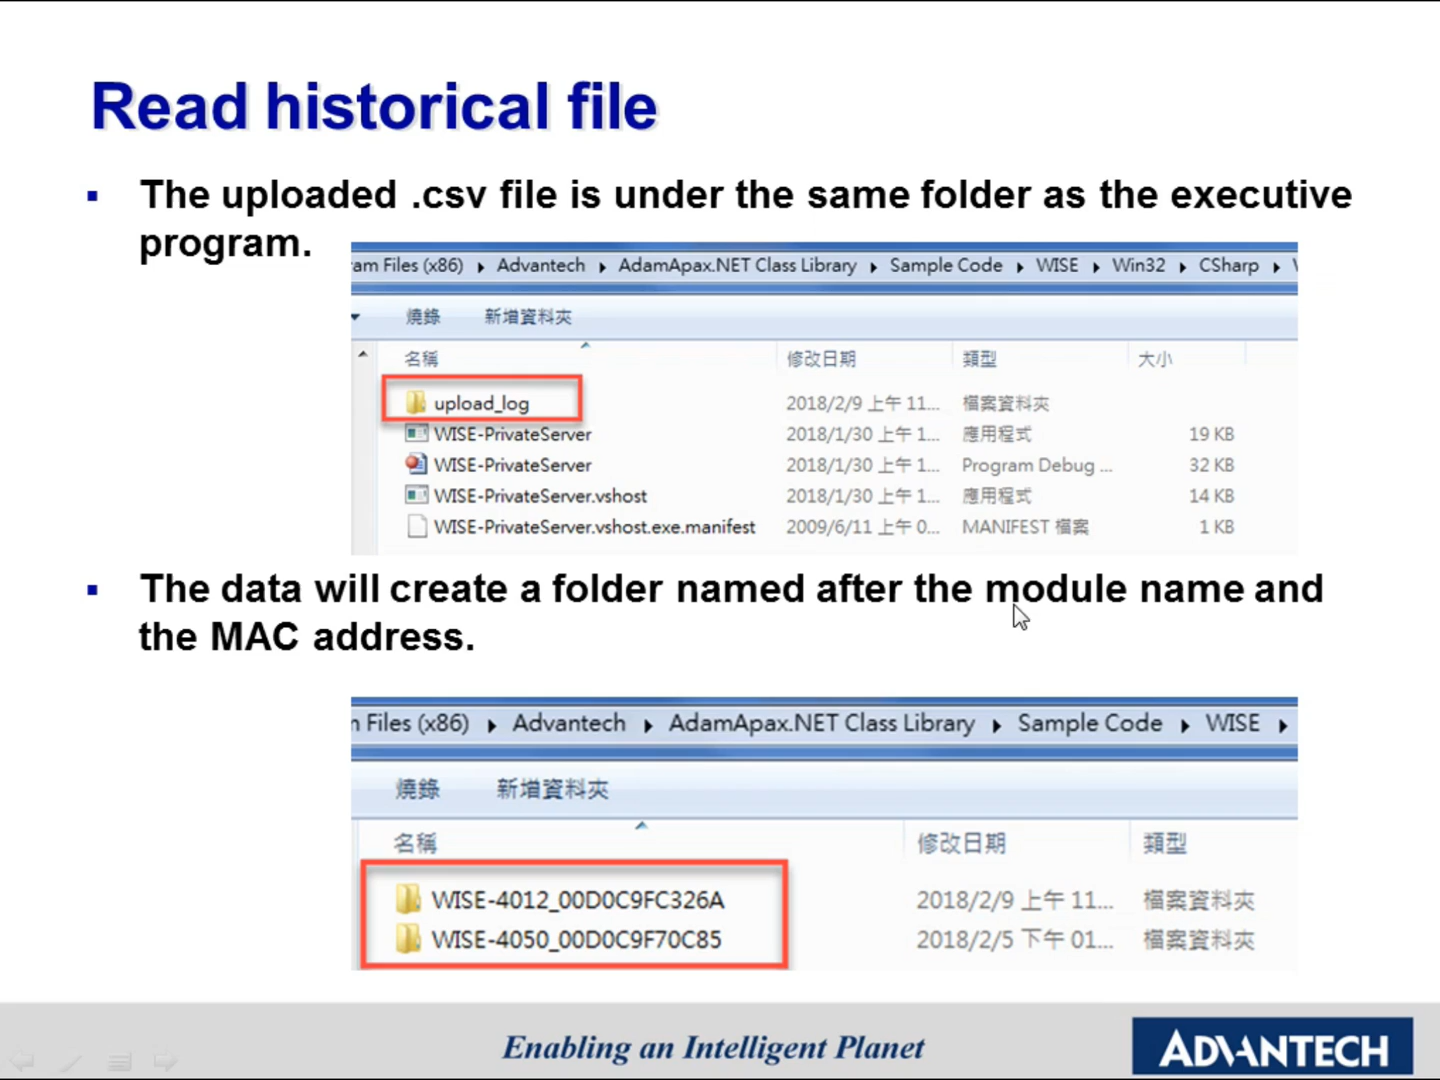 Read historical file
The uploaded .csv file is under the same folder as the executive
program.
Files (x86) Advantech AdamApax.NET Class Library Sample Code WISE Win32 CSharp
燒錄 新增資料夾
名稱 修改日期 類型 大小
upload_log 2018/2/9 上午 11... 檔案資料夾
WISE-PrivateServer 2018/1/30 上午 1... 應用程式 19 KB
WISE-PrivateServer 2018/1/30 上午 1... Program Debug ... 32 KB
WISE-PrivateServer.vshost 2018/1/30 上午 1... 應用程式 14 KB
WISE-PrivateServer.vshost.exe.manifest 2009/6/11 上午 0... MANIFEST 檔案 1 KB
The data will create a folder named after the module name and
the MAC address.
Files (x86) Advantech AdamApax.NET Class Library Sample Code WISE
燒錄 新增資料夾
名稱 修改日期 類型
WISE-4012_00D0C9FC326A 2018/2/9 上午 11... 檔案資料夾
WISE-4050_00D0C9F70C85 2018/2/5 下午 01... 檔案資料夾
Enabling an Intelligent Planet
ADVANTECH